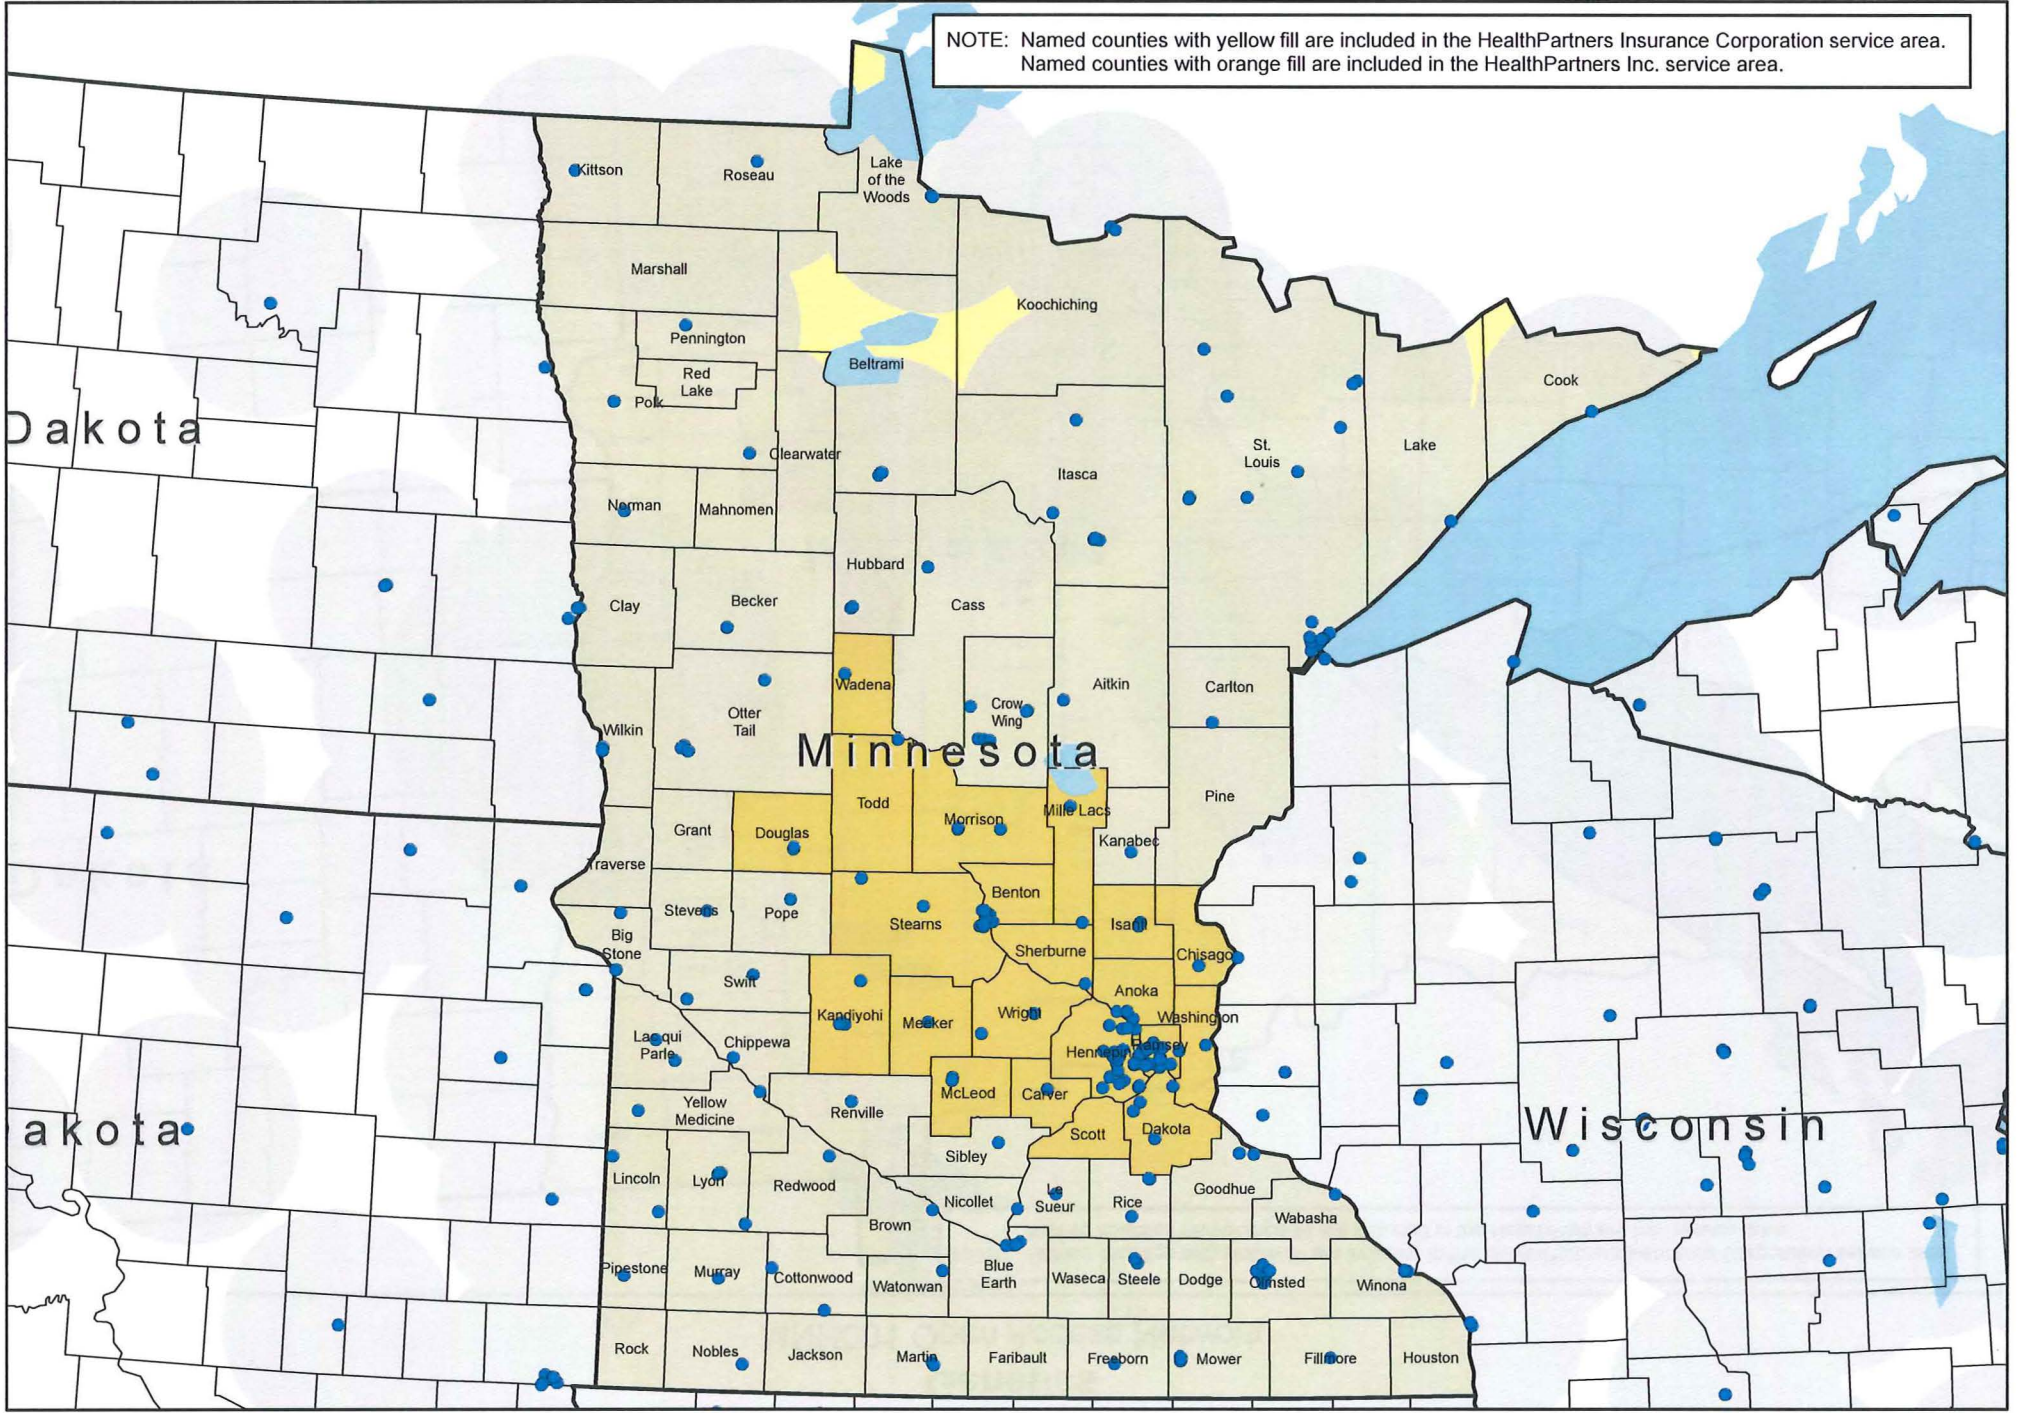 NOTE: Named counties with yellow fill are included in the HealthPartners Insurance Corporation service area.
Named counties with orange fill are included in the HealthPartners Inc. service area.
Kittson
Roseau
Lake
of the
Woods
Marshall
Koochiching
Pennington
Beltrami
Red
Lake
Cook
Polk
Dakota
St.
Louis
Lake
Clearwater
Itasca
Norman
Mahnomen
Hubbard
Clay
Becker
Cass
Wadena
Aitkin
Carlton
Crow
Wing
Otter
Tail
Wilkin
Minnesota
Pine
Todd
Mille Lacs
Morrison
Grant
Douglas
Kanabec
Traverse
Benton
Stevens
Pope
Stearns
Isanti
Big
Stone
Sherburne
Chisago
Swift
Anoka
Kandiyohi
Meeker
Wright
Washington
Lac qui
Parle
Chippewa
Hennepin
Ramsey
McLeod
Carver
Yellow
Medicine
Renville
Wisconsin
akota
Scott
Dakota
Sibley
Lincoln
Lyon
Redwood
Goodhue
Le
Sueur
Rice
Nicollet
Brown
Wabasha
Pipestone
Murray
Cottonwood
Watonwan
Blue
Earth
Waseca
Steele
Dodge
Olmsted
Winona
Rock
Nobles
Jackson
Martin
Faribault
Freeborn
Mower
Fillmore
Houston